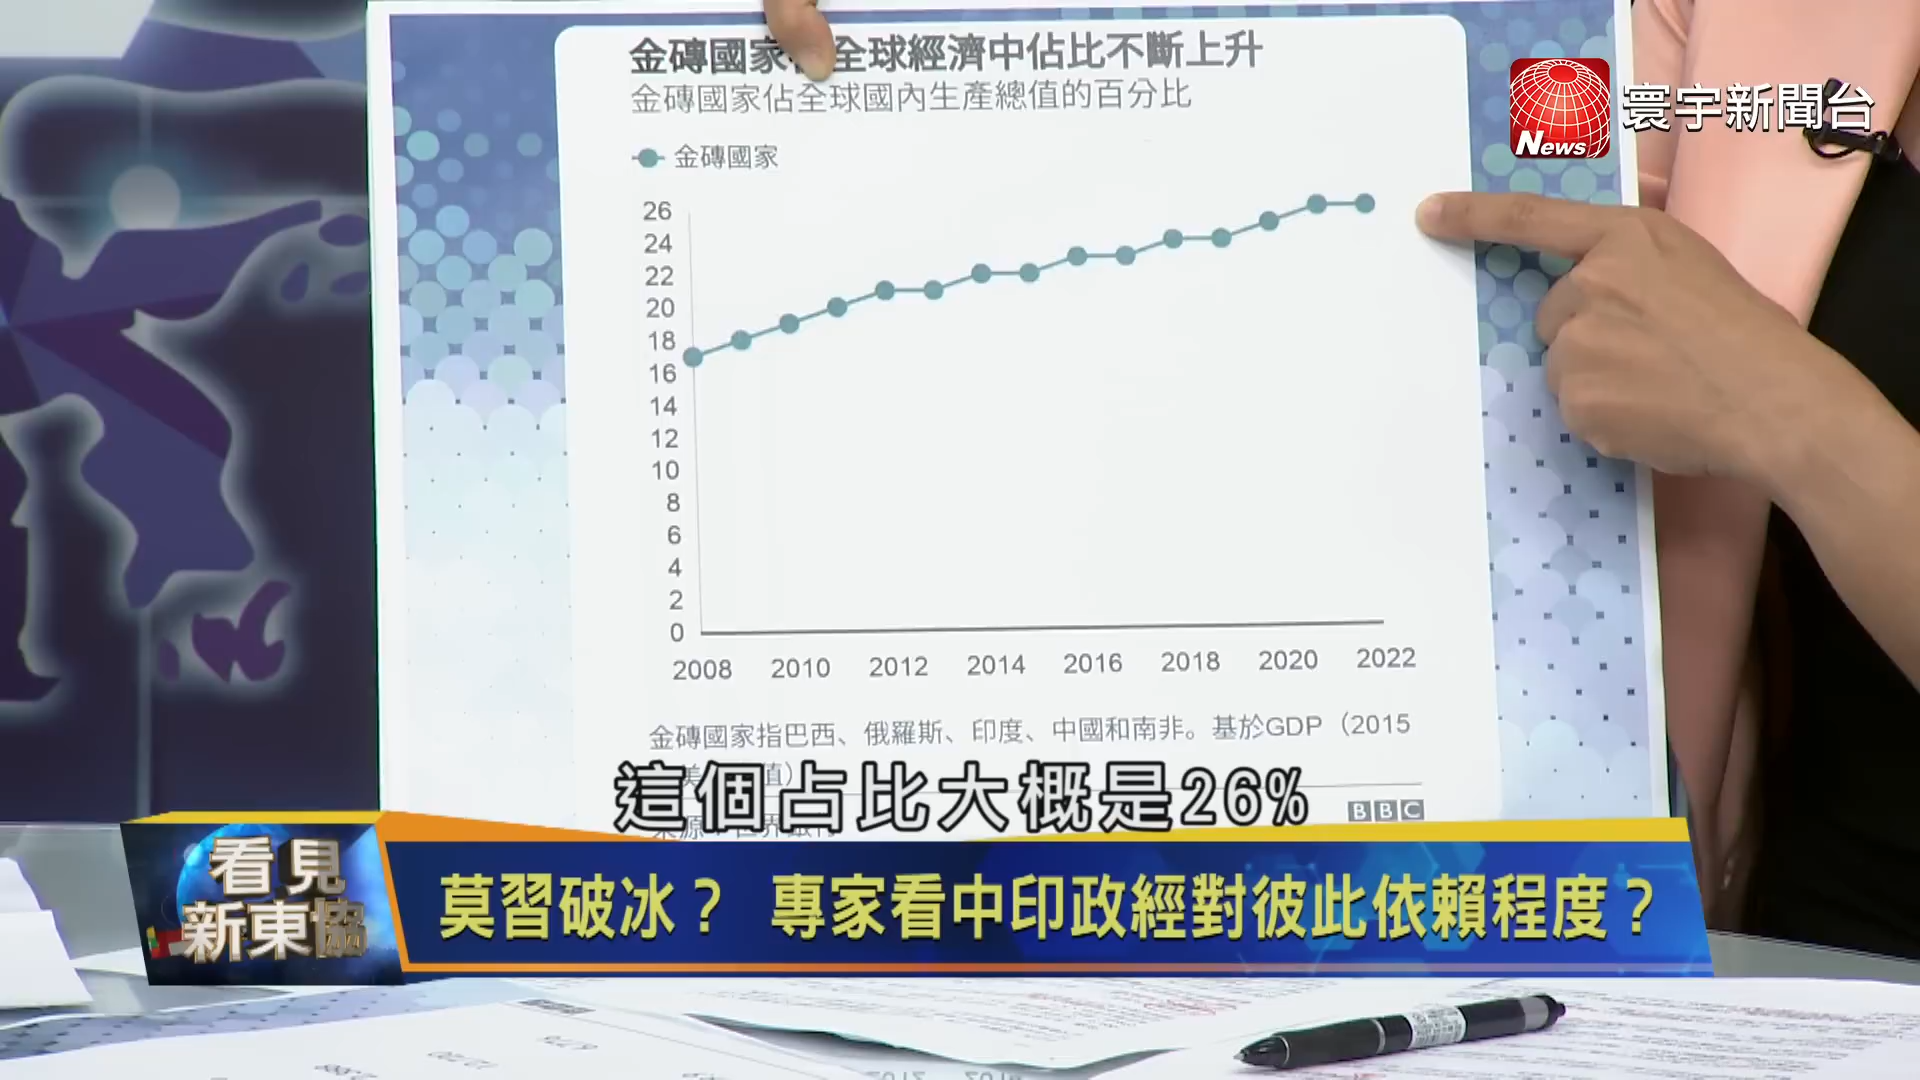 金磚國家 全球經濟中佔比不斷上升
金磚國家佔全球國內生產總值的百分比
金磚國家
26
24
22
20
18
16
14
12
10
8
6
4
2
0
2008 2010 2012 2014 2016 2018 2020 2022
金磚國家指巴西、俄羅斯、印度、中國和南非。基於GDP（2015
BBC
News
寰宇新聞台
這個占比大概是26%
看見
新東協
莫習破冰？ 專家看中印政經對彼此依賴程度？